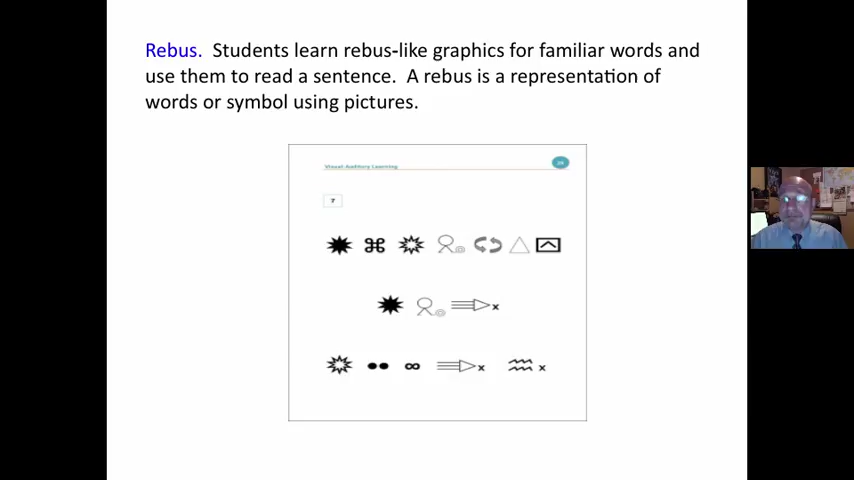 Rebus.  Students learn rebus-like graphics for familiar words and
use them to read a sentence.  A rebus is a representation of
words or symbol using pictures.
Visual-Auditory Learning
7
x
x x